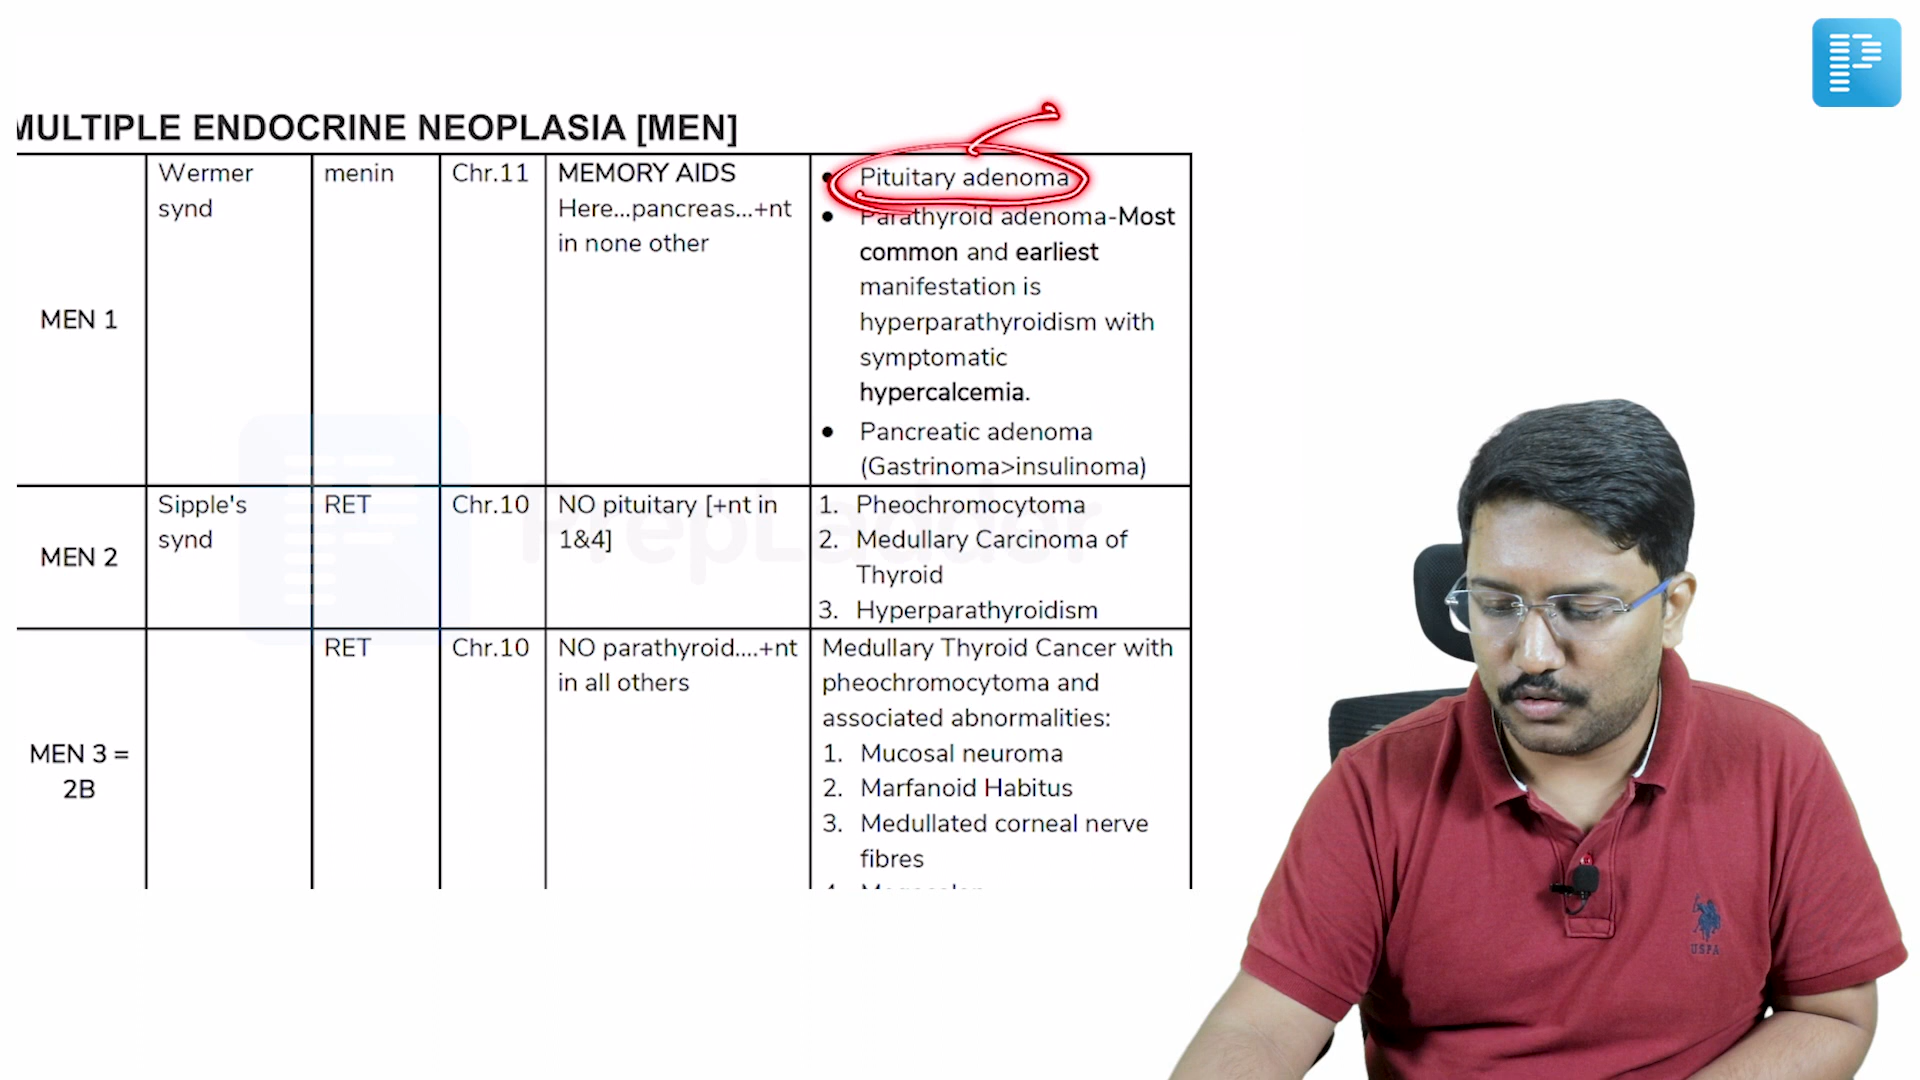 MULTIPLE ENDOCRINE NEOPLASIA [MEN]
MEN 1
Wermer
synd
menin
Chr.11
MEMORY AIDS
Here...pancreas...+nt
in none other
• Pituitary adenoma
• Parathyroid adenoma-Most
common and earliest
manifestation is
hyperparathyroidism with
symptomatic
hypercalcemia.
• Pancreatic adenoma
(Gastrinoma>insulinoma)
MEN 2
Sipple's
synd
RET
Chr.10
NO pituitary [+nt in
1&4]
1. Pheochromocytoma
2. Medullary Carcinoma of
Thyroid
3. Hyperparathyroidism
MEN 3 =
2B
RET
Chr.10
NO parathyroid....+nt
in all others
Medullary Thyroid Cancer with
pheochromocytoma and
associated abnormalities:
1. Mucosal neuroma
2. Marfanoid Habitus
3. Medullated corneal nerve
fibres
PrepLadder
USPA